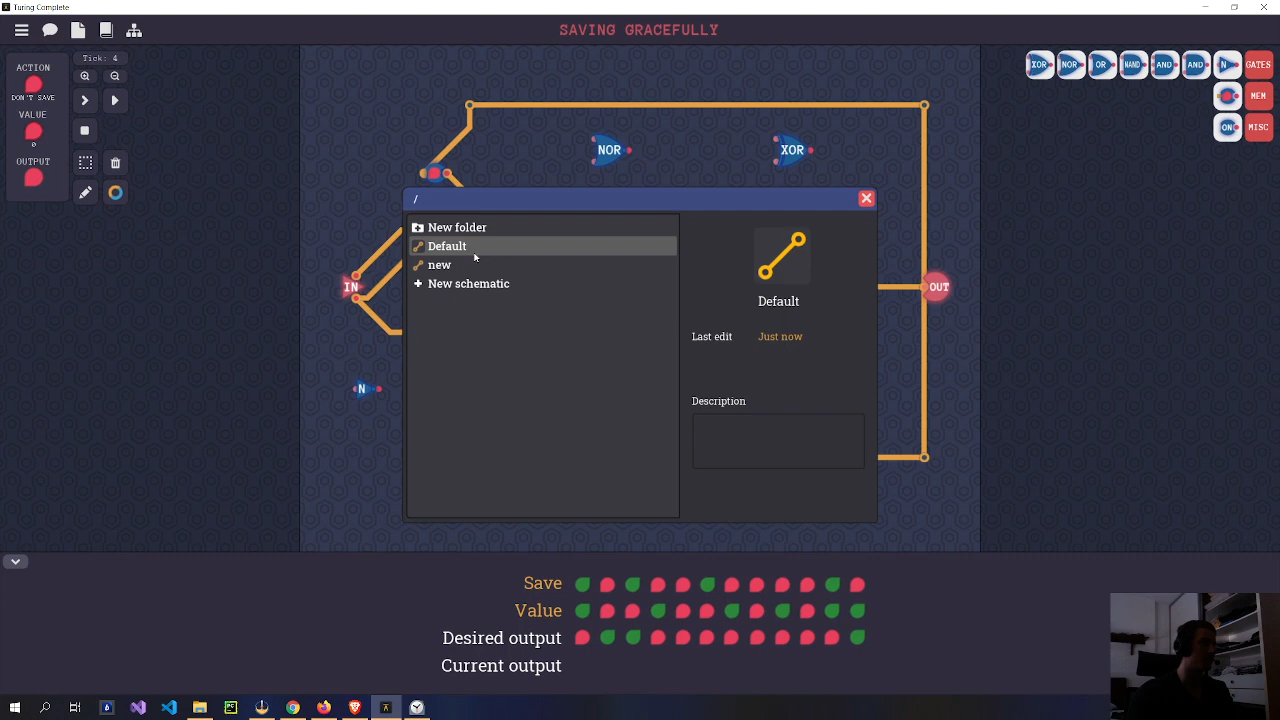 Turing Complete
SAVING GRACEFULLY
ACTION
DON'T SAVE
VALUE
0
OUTPUT
Tick: 4
XOR
NOR
OR
NAND
AND
AND
N
GATES
MEM
ON
MISC
NOR
XOR
IN
OUT
N
/
New folder
Default
new
New schematic
Default
Last edit
Just now
Description
Save
Value
Desired output
Current output